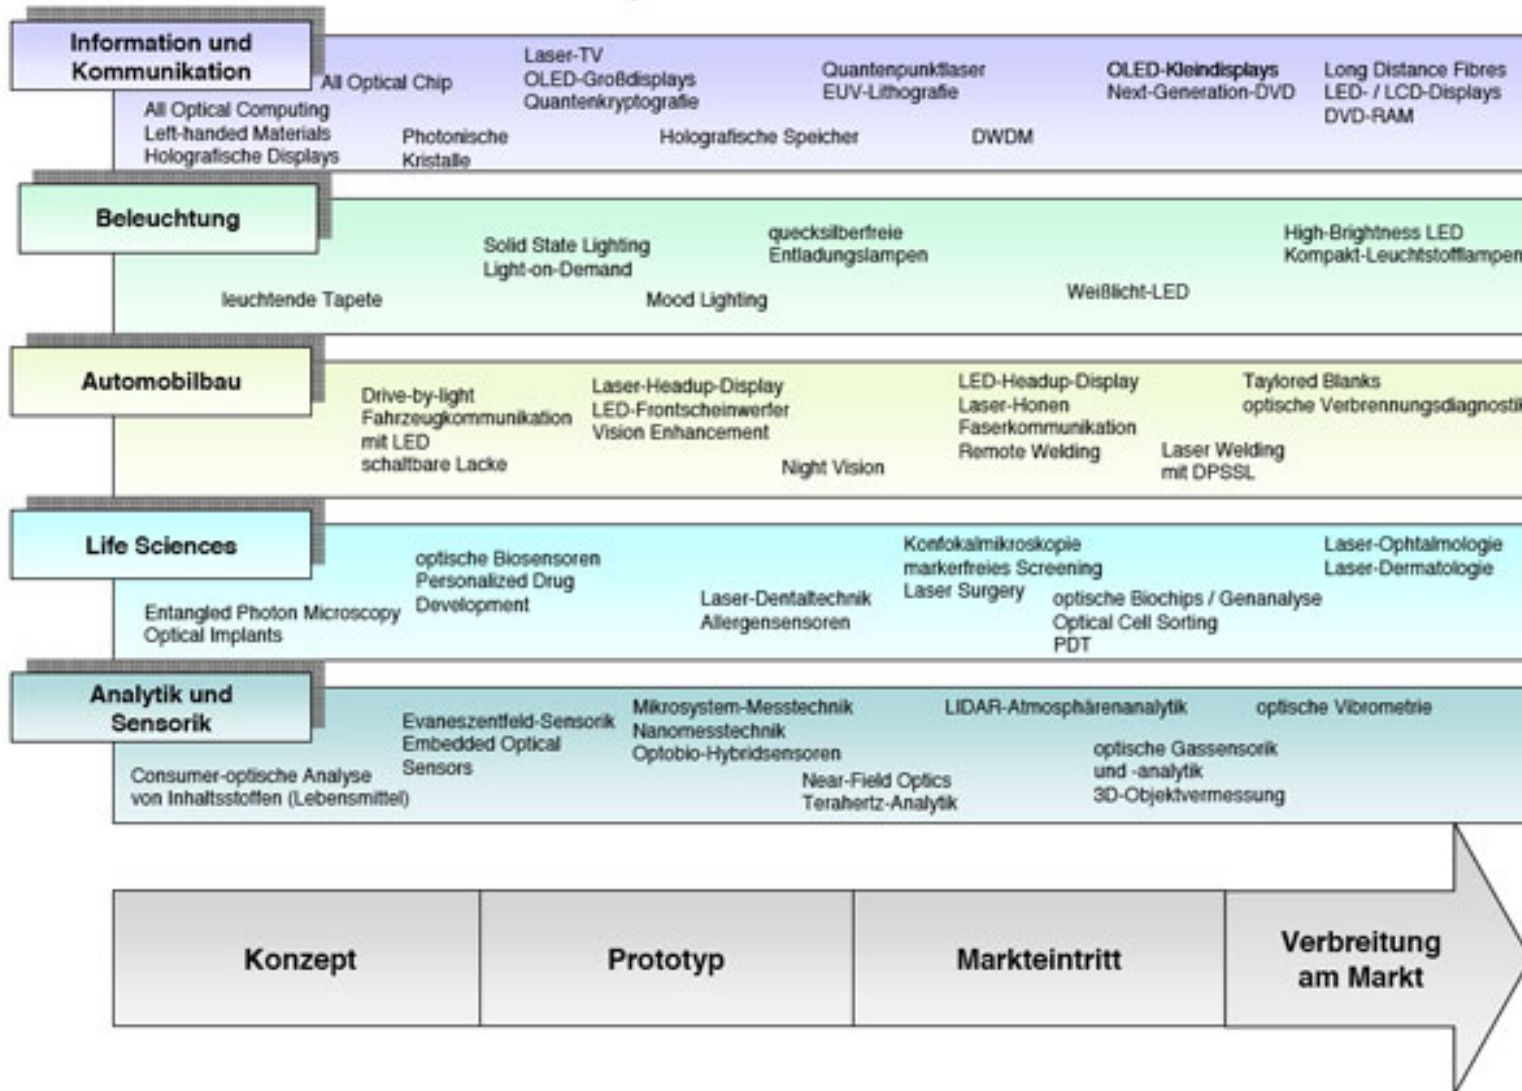 Information und
Kommunikation
All Optical Chip
All Optical Computing
Left-handed Materials
Holografische Displays
Photonische
Kristalle
Laser-TV
OLED-Großdisplays
Quantenkryptografie
Holografische Speicher
Quantenpunktlaser
EUV-Lithografie
DWDM
OLED-Kleindisplays
Next-Generation-DVD
Long Distance Fibres
LED- / LCD-Displays
DVD-RAM
Beleuchtung
leuchtende Tapete
Solid State Lighting
Light-on-Demand
Mood Lighting
quecksilberfreie
Entladungslampen
Weißlicht-LED
High-Brightness LED
Kompakt-Leuchtstofflampen
Automobilbau
Drive-by-light
Fahrzeugkommunikation
mit LED
schaltbare Lacke
Laser-Headup-Display
LED-Frontscheinwerfer
Vision Enhancement
Night Vision
LED-Headup-Display
Laser-Honen
Faserkommunikation
Remote Welding
Laser Welding
mit DPSSL
Taylored Blanks
optische Verbrennungsdiagnostik
Life Sciences
Entangled Photon Microscopy
Optical Implants
optische Biosensoren
Personalized Drug
Development
Laser-Dentaltechnik
Allergensensoren
Konfokalmikroskopie
markerfreies Screening
Laser Surgery
optische Biochips / Genanalyse
Optical Cell Sorting
PDT
Laser-Ophtalmologie
Laser-Dermatologie
Analytik und
Sensorik
Consumer-optische Analyse
von Inhaltsstoffen (Lebensmittel)
Evaneszentfeld-Sensorik
Embedded Optical
Sensors
Mikrosystem-Messtechnik
Nanomesstechnik
Optobio-Hybridsensoren
Near-Field Optics
Terahertz-Analytik
LIDAR-Atmosphärenanalytik
optische Gassensorik
und -analytik
3D-Objektvermessung
optische Vibrometrie
Konzept
Prototyp
Markteintritt
Verbreitung
am Markt